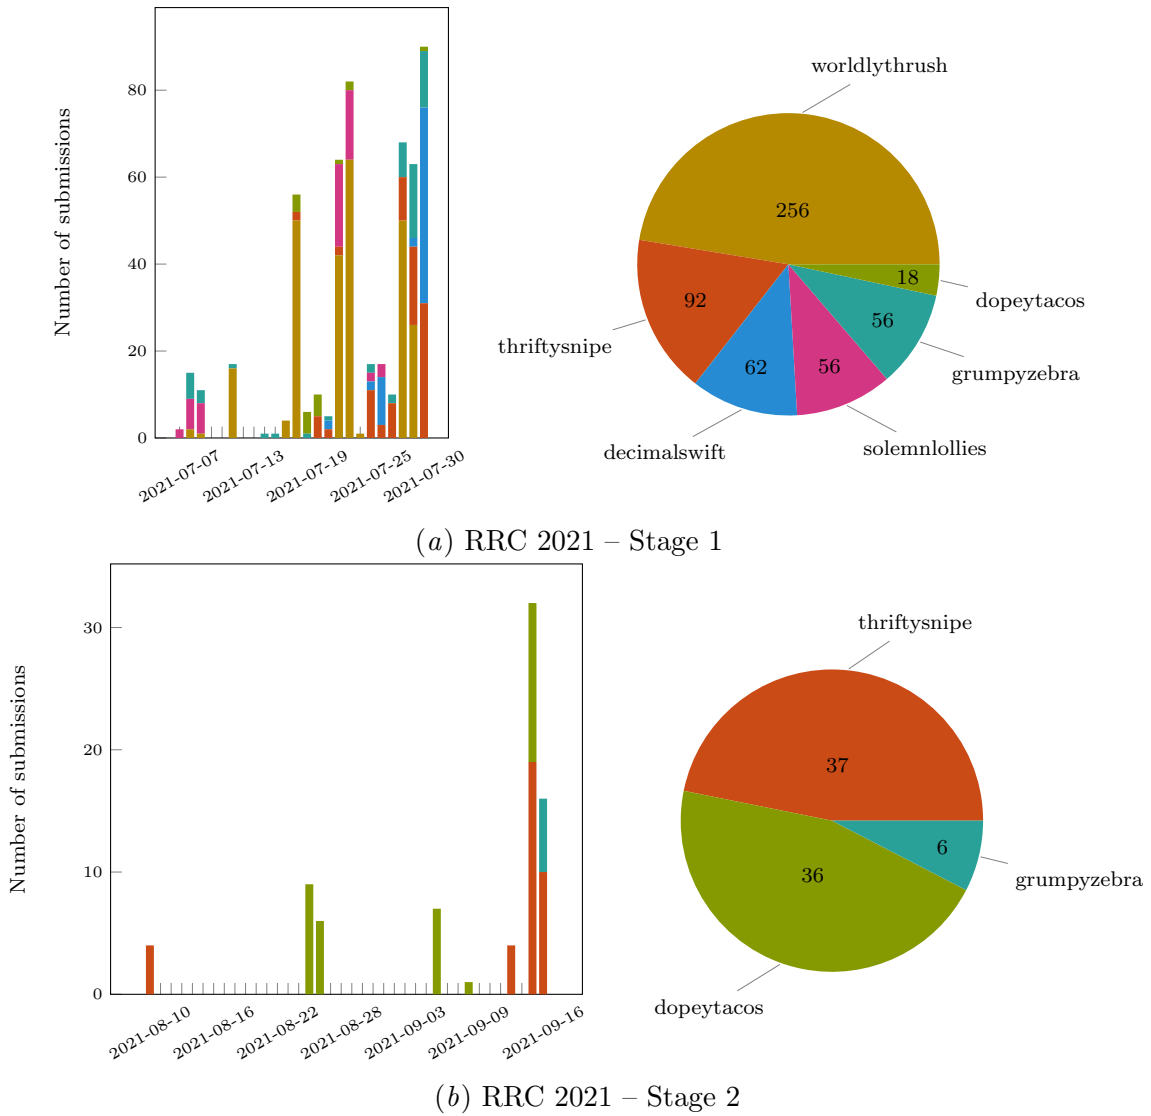 80
60
40
20
0
Number of submissions
2021-07-07
2021-07-13
2021-07-19
2021-07-25
2021-07-30
worldlythrush
256
18
dopeytacos
92
56
thriftysnipe
grumpyzebra
62
56
decimalswift
solemnlollies
(a) RRC 2021 – Stage 1
30
20
10
0
Number of submissions
2021-08-10
2021-08-16
2021-08-22
2021-08-28
2021-09-03
2021-09-09
2021-09-16
thriftysnipe
37
6
36
grumpyzebra
dopeytacos
(b) RRC 2021 – Stage 2